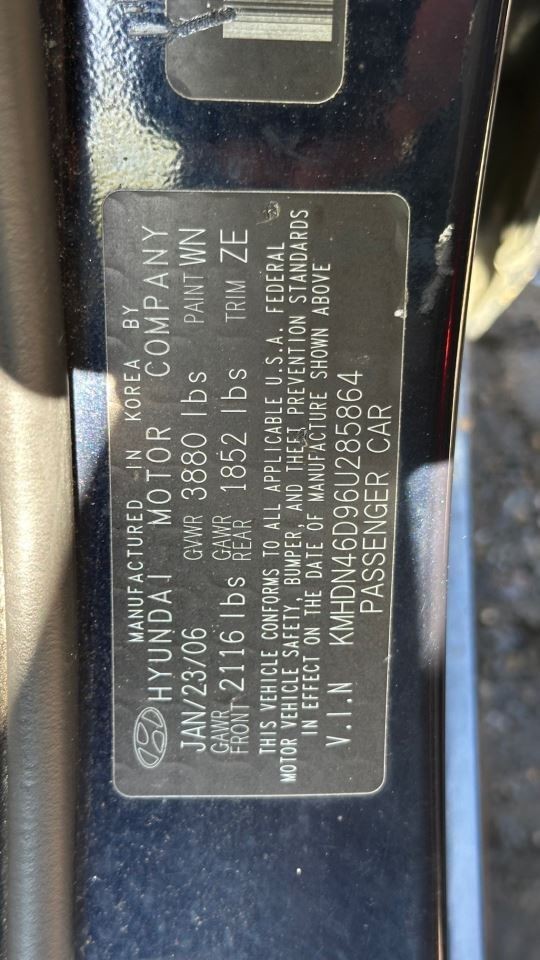 MANUFACTURED IN KOREA BY
HYUNDAI MOTOR COMPANY
JAN/23/06 GVWR 3880 lbs PAINT WN
GAWR FRONT 2116 lbs GAWR REAR 1852 lbs TRIM ZE
THIS VEHICLE CONFORMS TO ALL APPLICABLE U.S.A. FEDERAL
MOTOR VEHICLE SAFETY, BUMPER, AND THEFT PREVENTION STANDARDS
IN EFFECT ON THE DATE OF MANUFACTURE SHOWN ABOVE
V.I.N KMHDN46D96U285864
PASSENGER CAR